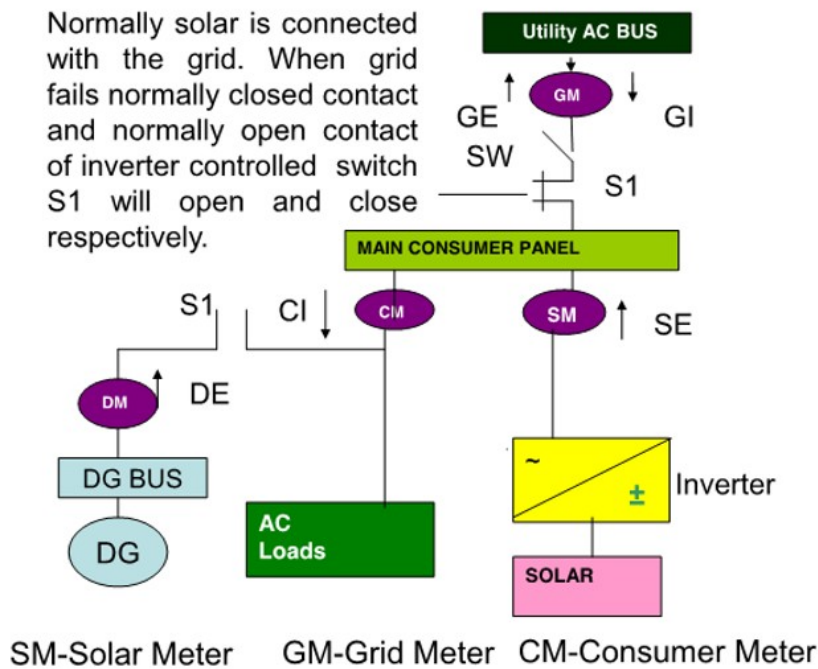 Normally solar is connected
with the grid. When grid
fails normally closed contact
and normally open contact
of inverter controlled switch
S1 will open and close
respectively.
Utility AC BUS
GM
GE
GI
SW
S1
MAIN CONSUMER PANEL
S1
CI
CM
SM
SE
DM
DE
~
±
Inverter
DG BUS
DG
AC
Loads
SOLAR
SM-Solar Meter GM-Grid Meter CM-Consumer Meter